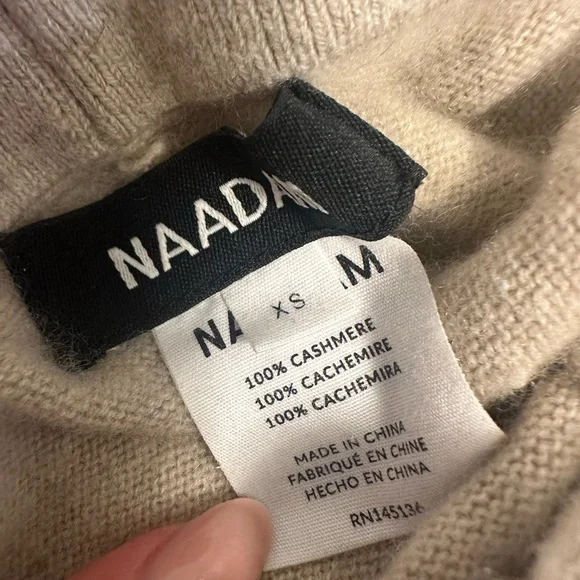 NAADA
XS
NA M
100% CASHMERE
100% CACHEMIRE
100% CACHEMIRA
MADE IN CHINA
FABRIQUÉ EN CHINE
HECHO EN CHINA
RN145136